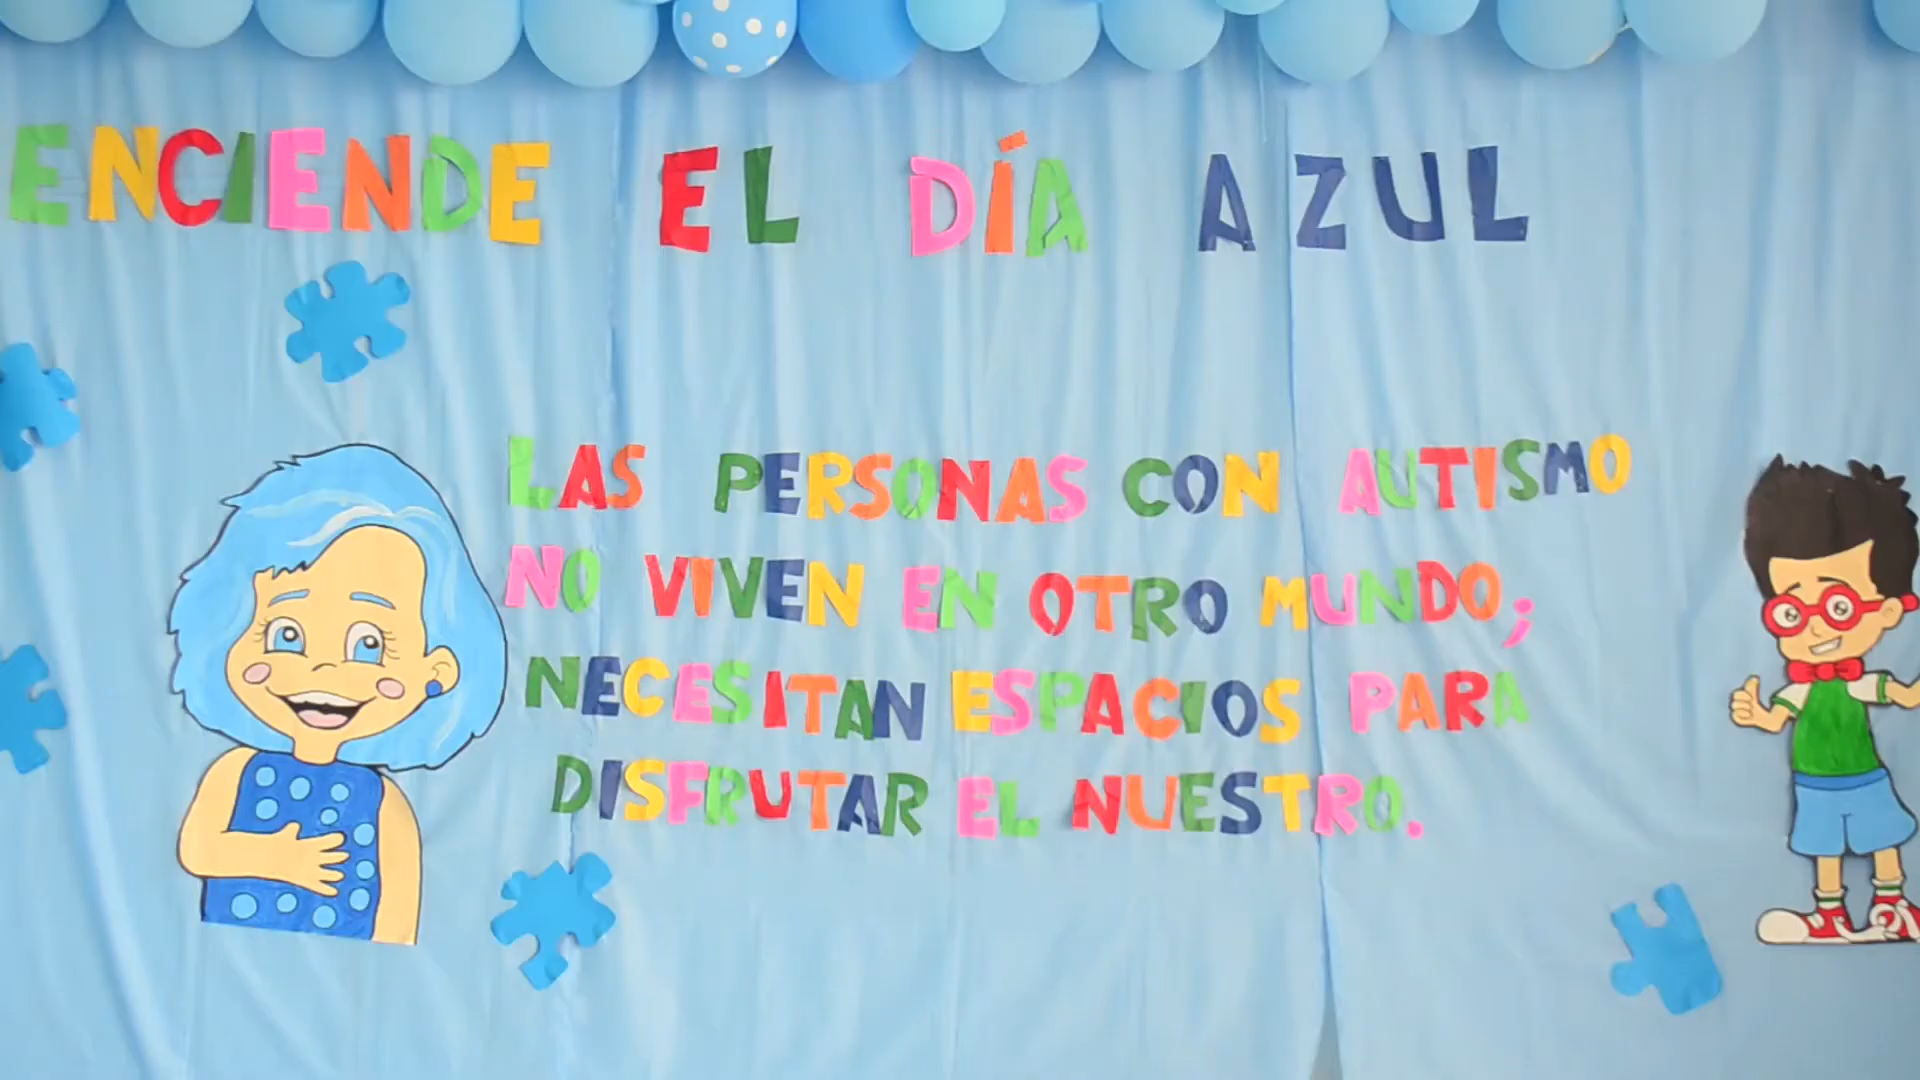 ENCIENDE EL DÍA AZUL
LAS PERSONAS CON AUTISMO
NO VIVEN EN OTRO MUNDO;
NECESITAN ESPACIOS PARA
DISFRUTAR EL NUESTRO.